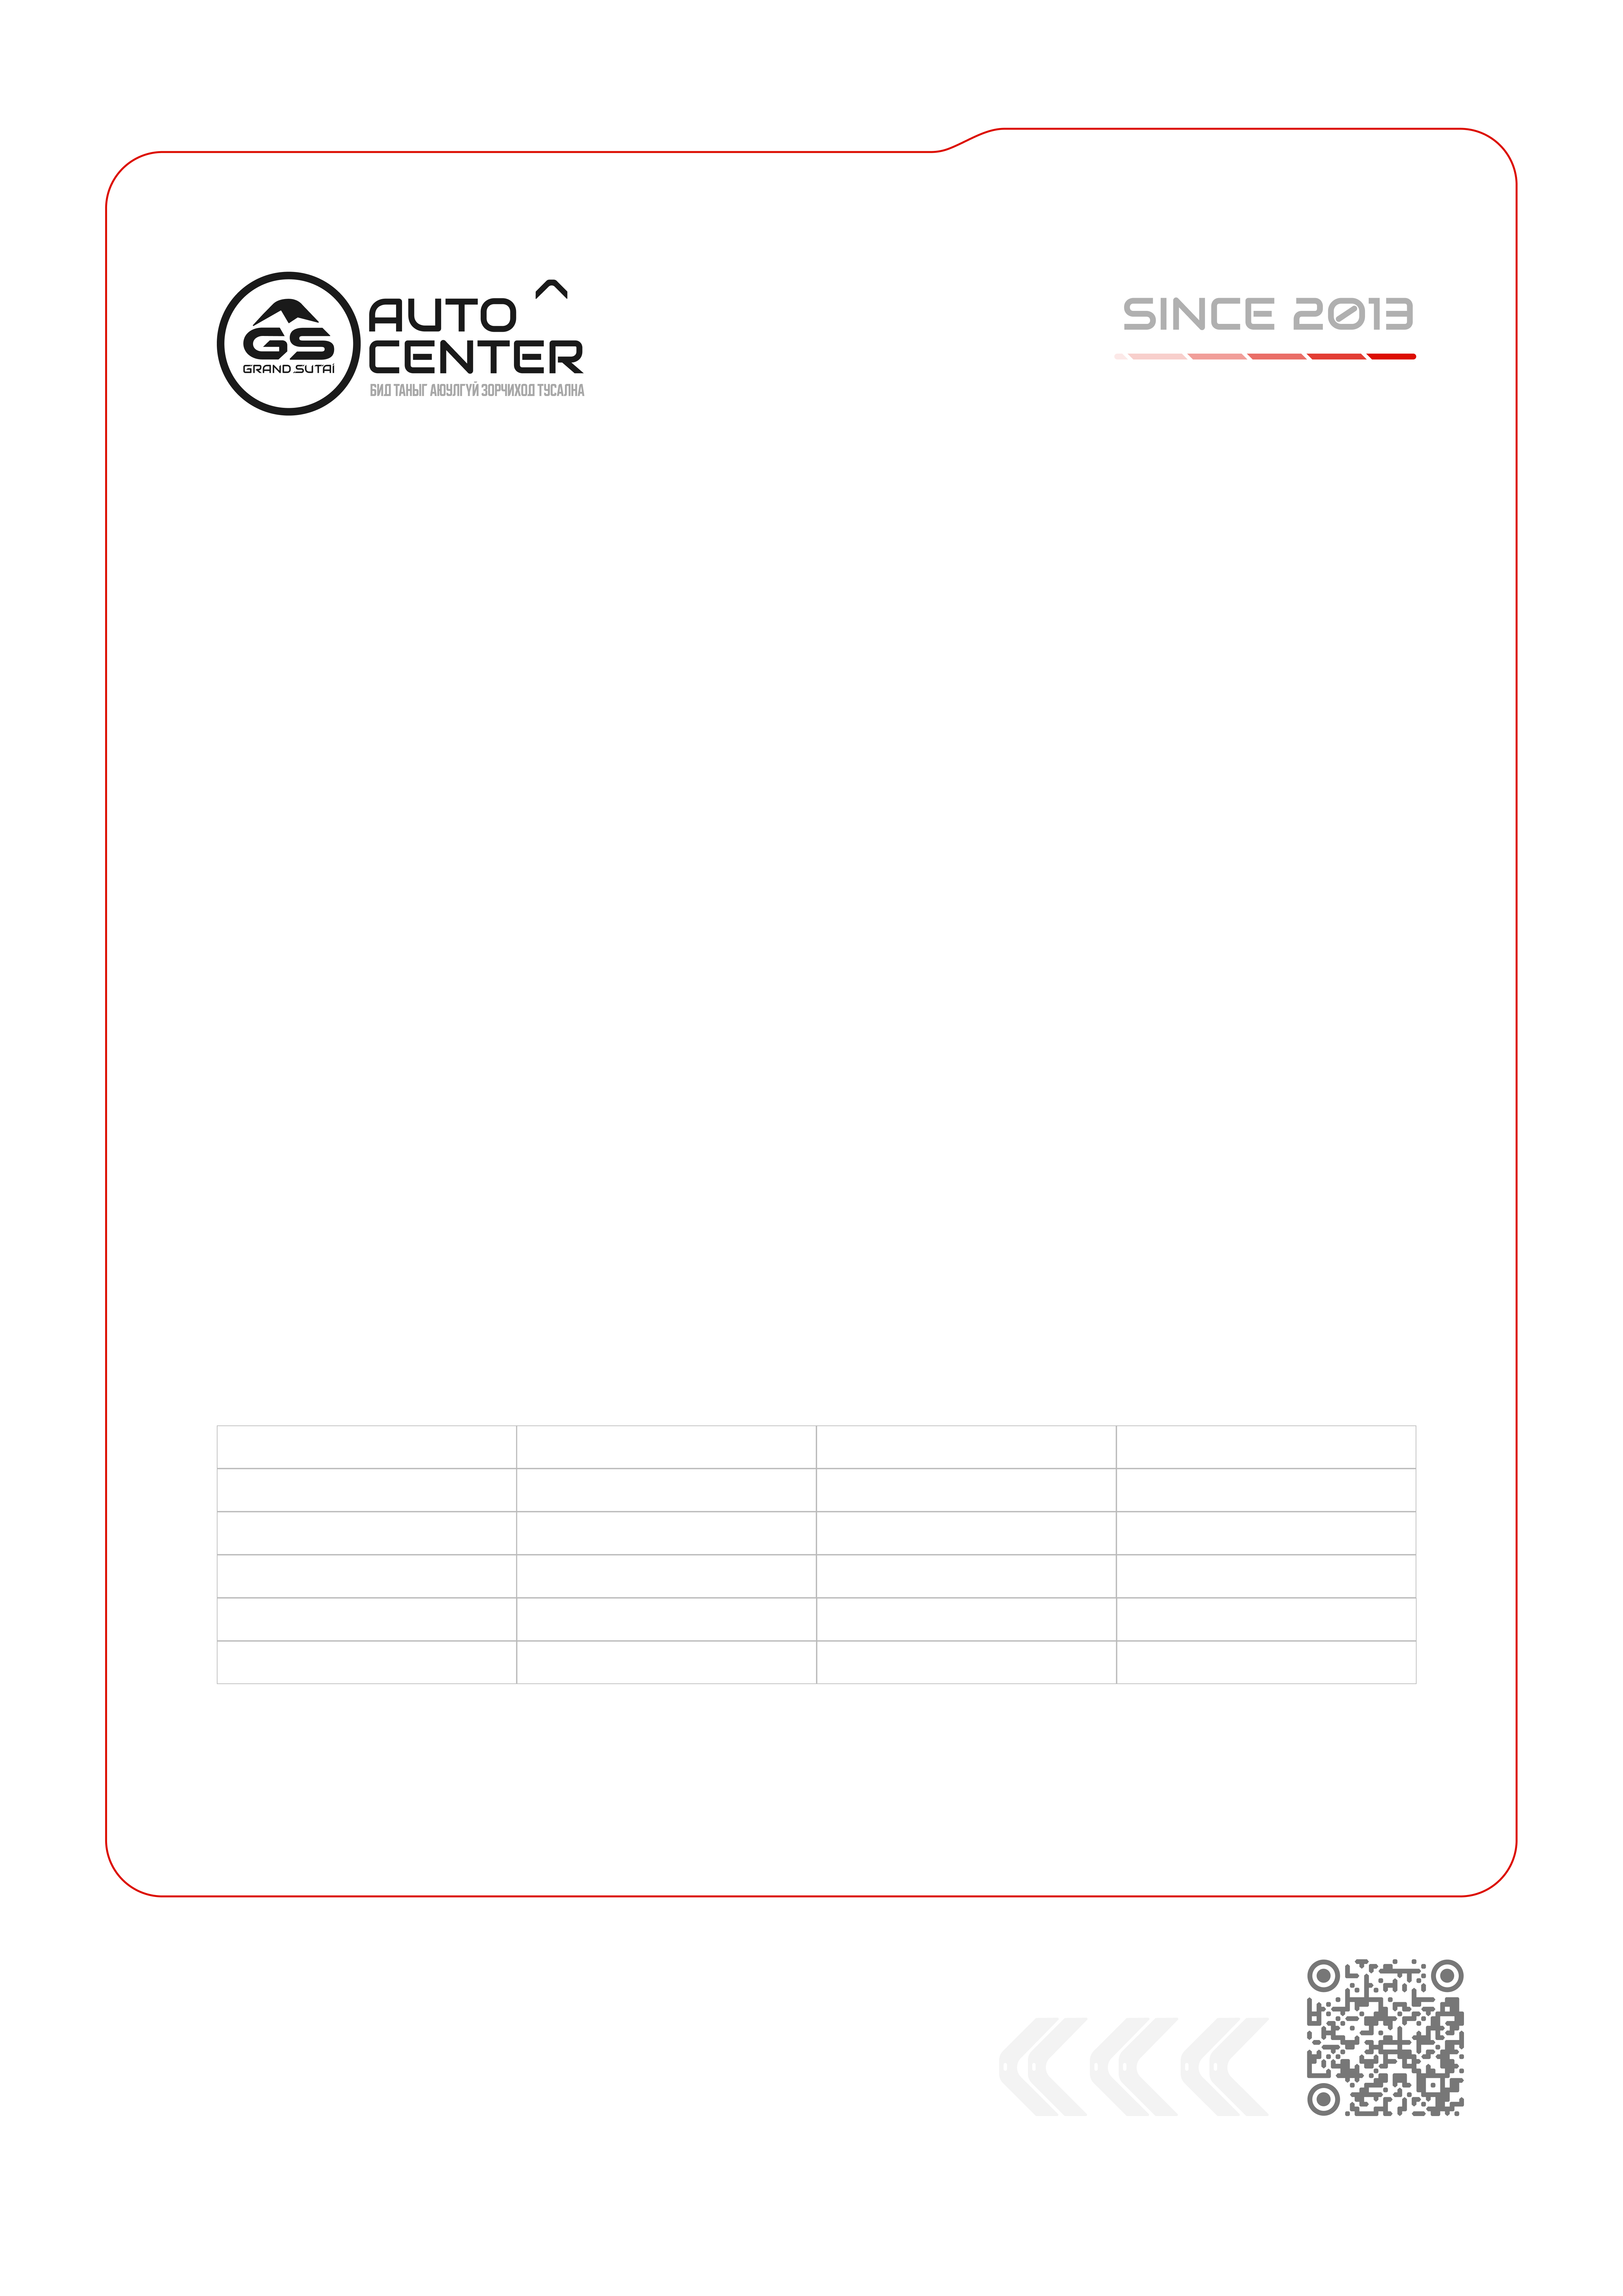 GS
GRAND SUTAI
AUTO
CENTER
БИД ТАНЫГ АЮУЛГҮЙ ЗОРЧИХОД ТУСАЛНА
SINCE 2013